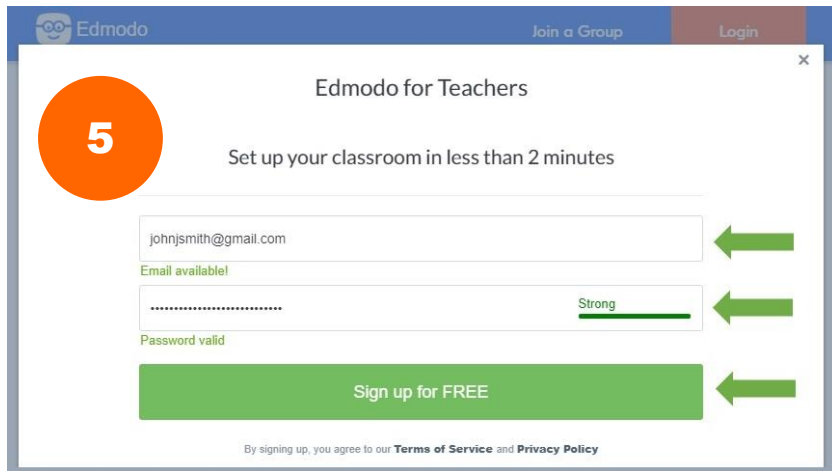 Edmodo
Join a Group
Login
×
Edmodo for Teachers
5
Set up your classroom in less than 2 minutes
johnjsmith@gmail.com
Email available!
••••••••••••••••••••••••••••
Strong
Password valid
Sign up for FREE
By signing up, you agree to our Terms of Service and Privacy Policy